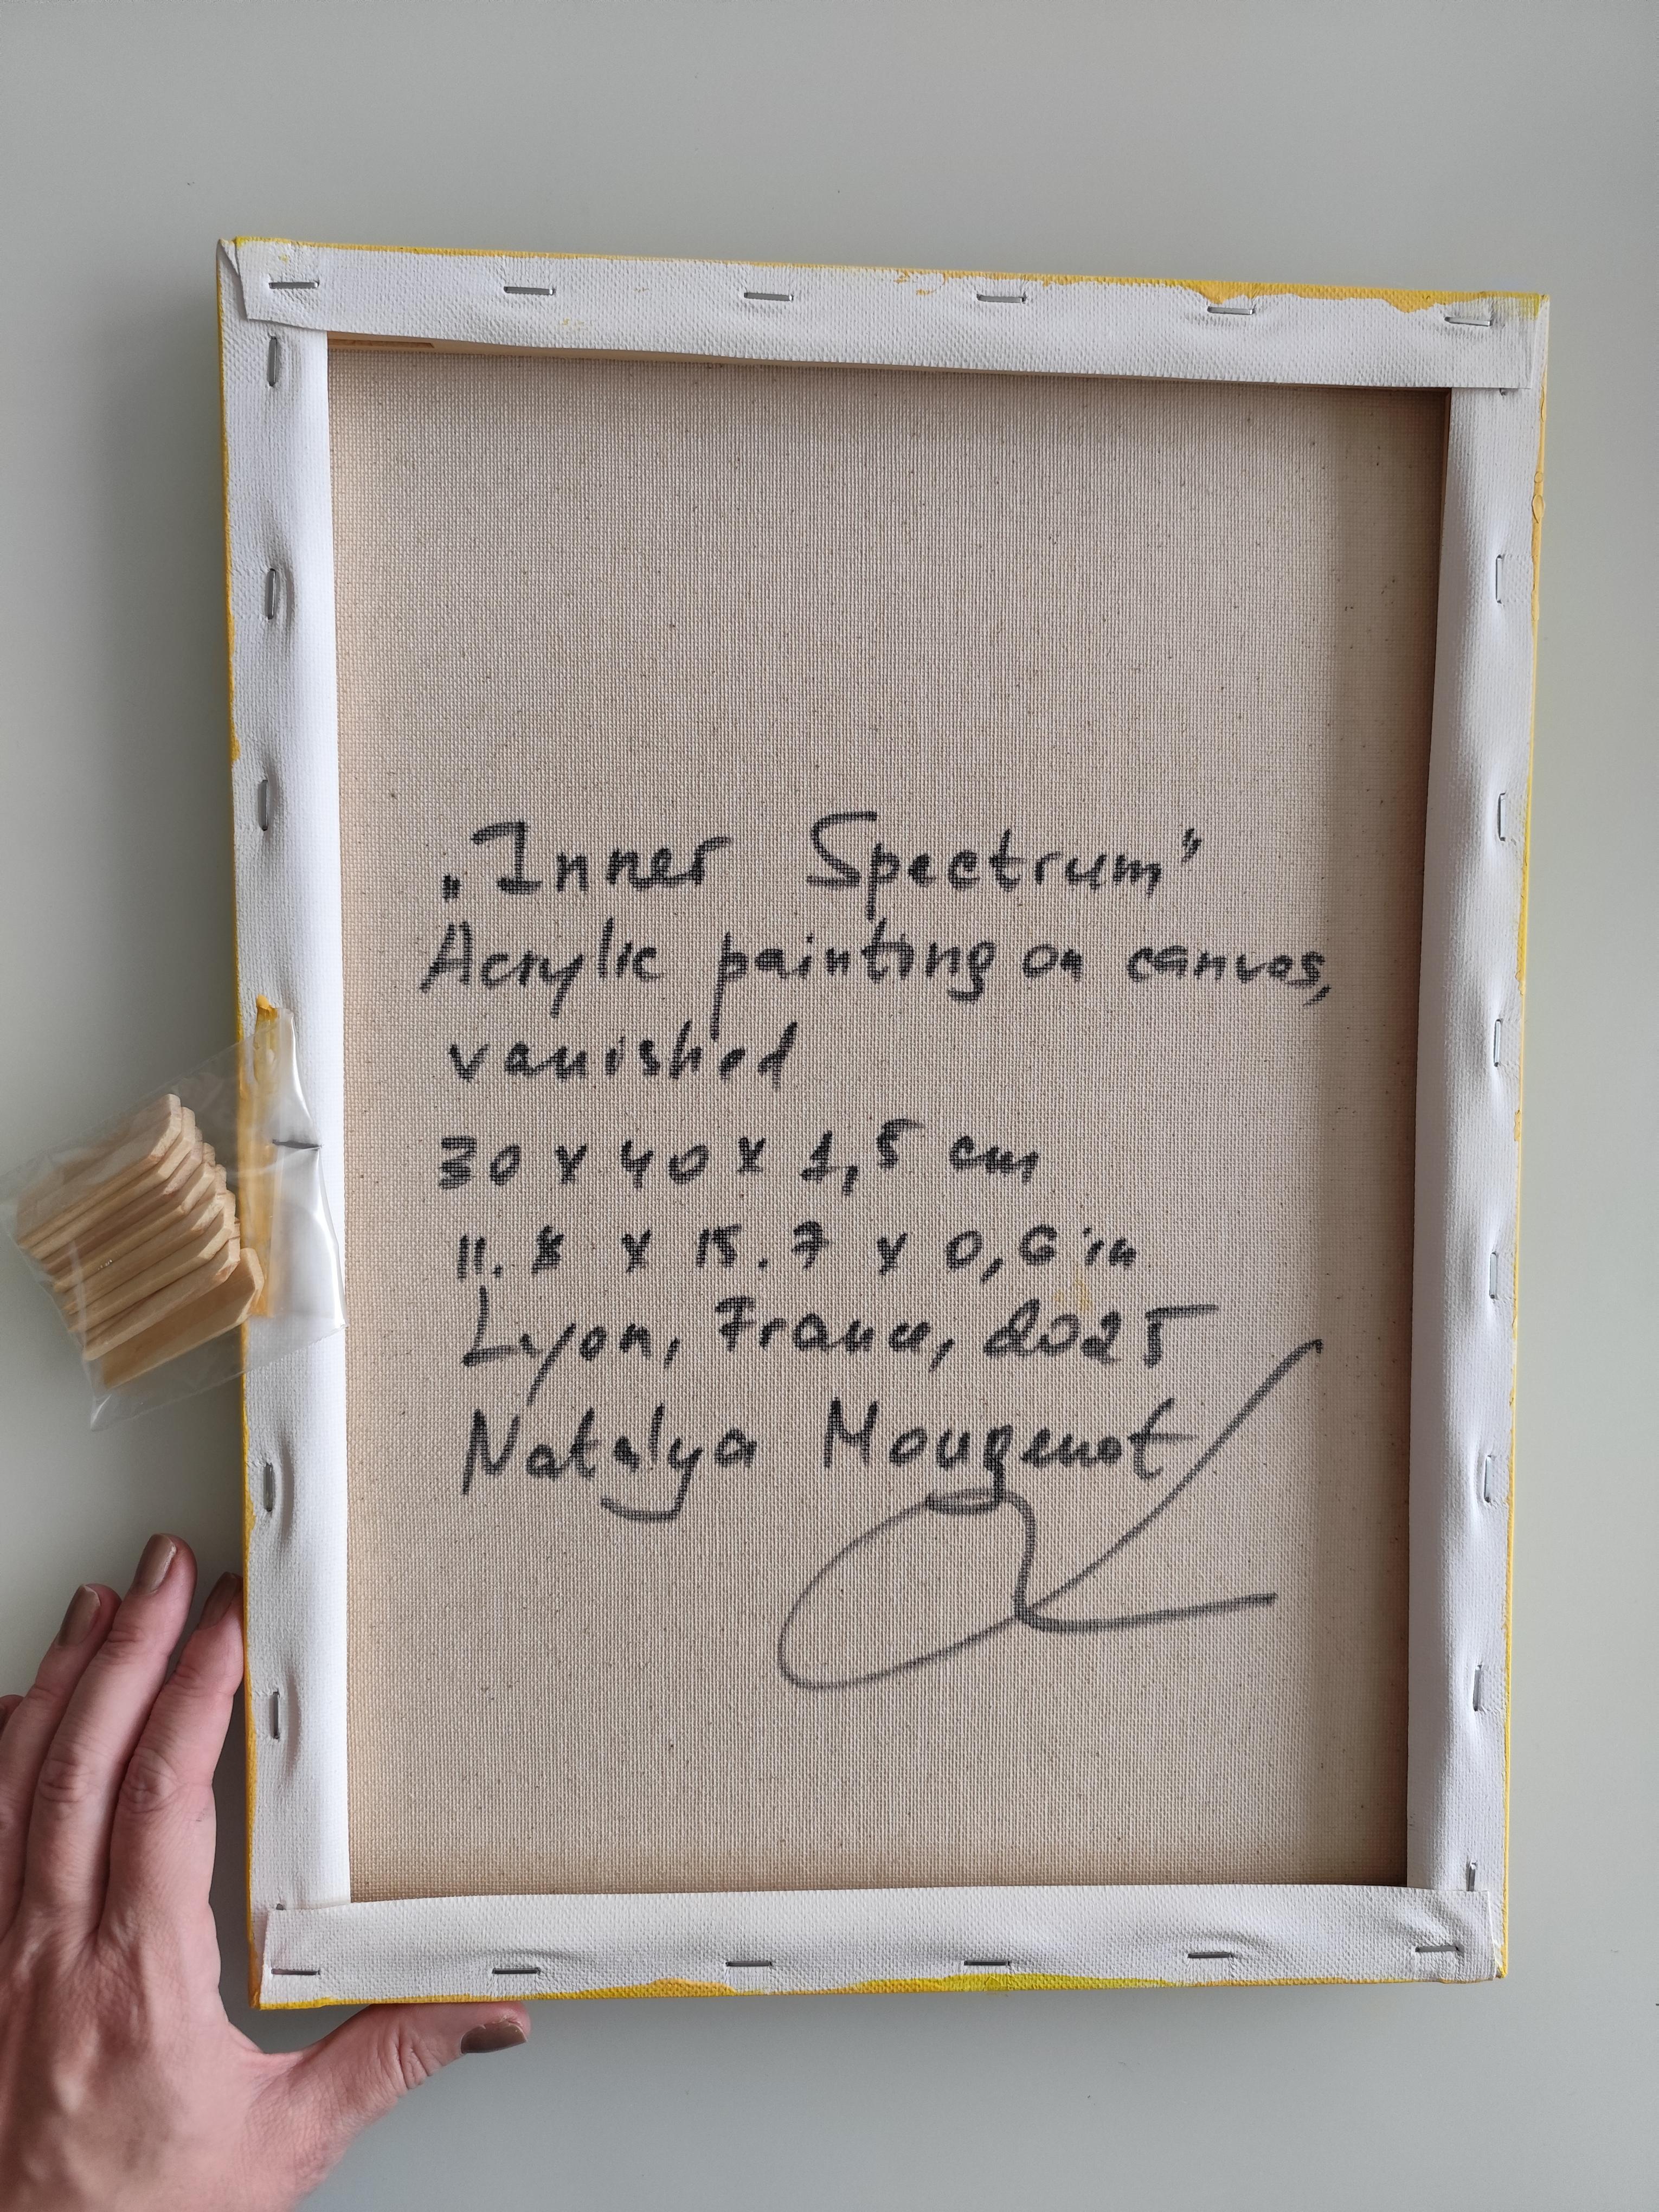 „Inner Spectrum”
Acrylic painting on canvas,
vanished
30 x 40 x 1,5 cm
11.8 x 15.7 x 0,6 in
Lyon, France, 2025
Natalya Mougenot